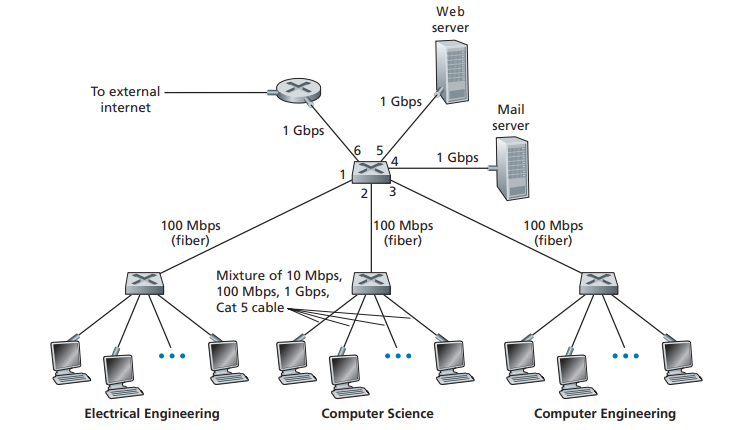 Web
server
To external
internet
1 Gbps
Mail
server
1 Gbps
6 5
4
1 Gbps
1
2
3
100 Mbps
(fiber)
100 Mbps
(fiber)
100 Mbps
(fiber)
Mixture of 10 Mbps,
100 Mbps, 1 Gbps,
Cat 5 cable
Electrical Engineering
Computer Science
Computer Engineering